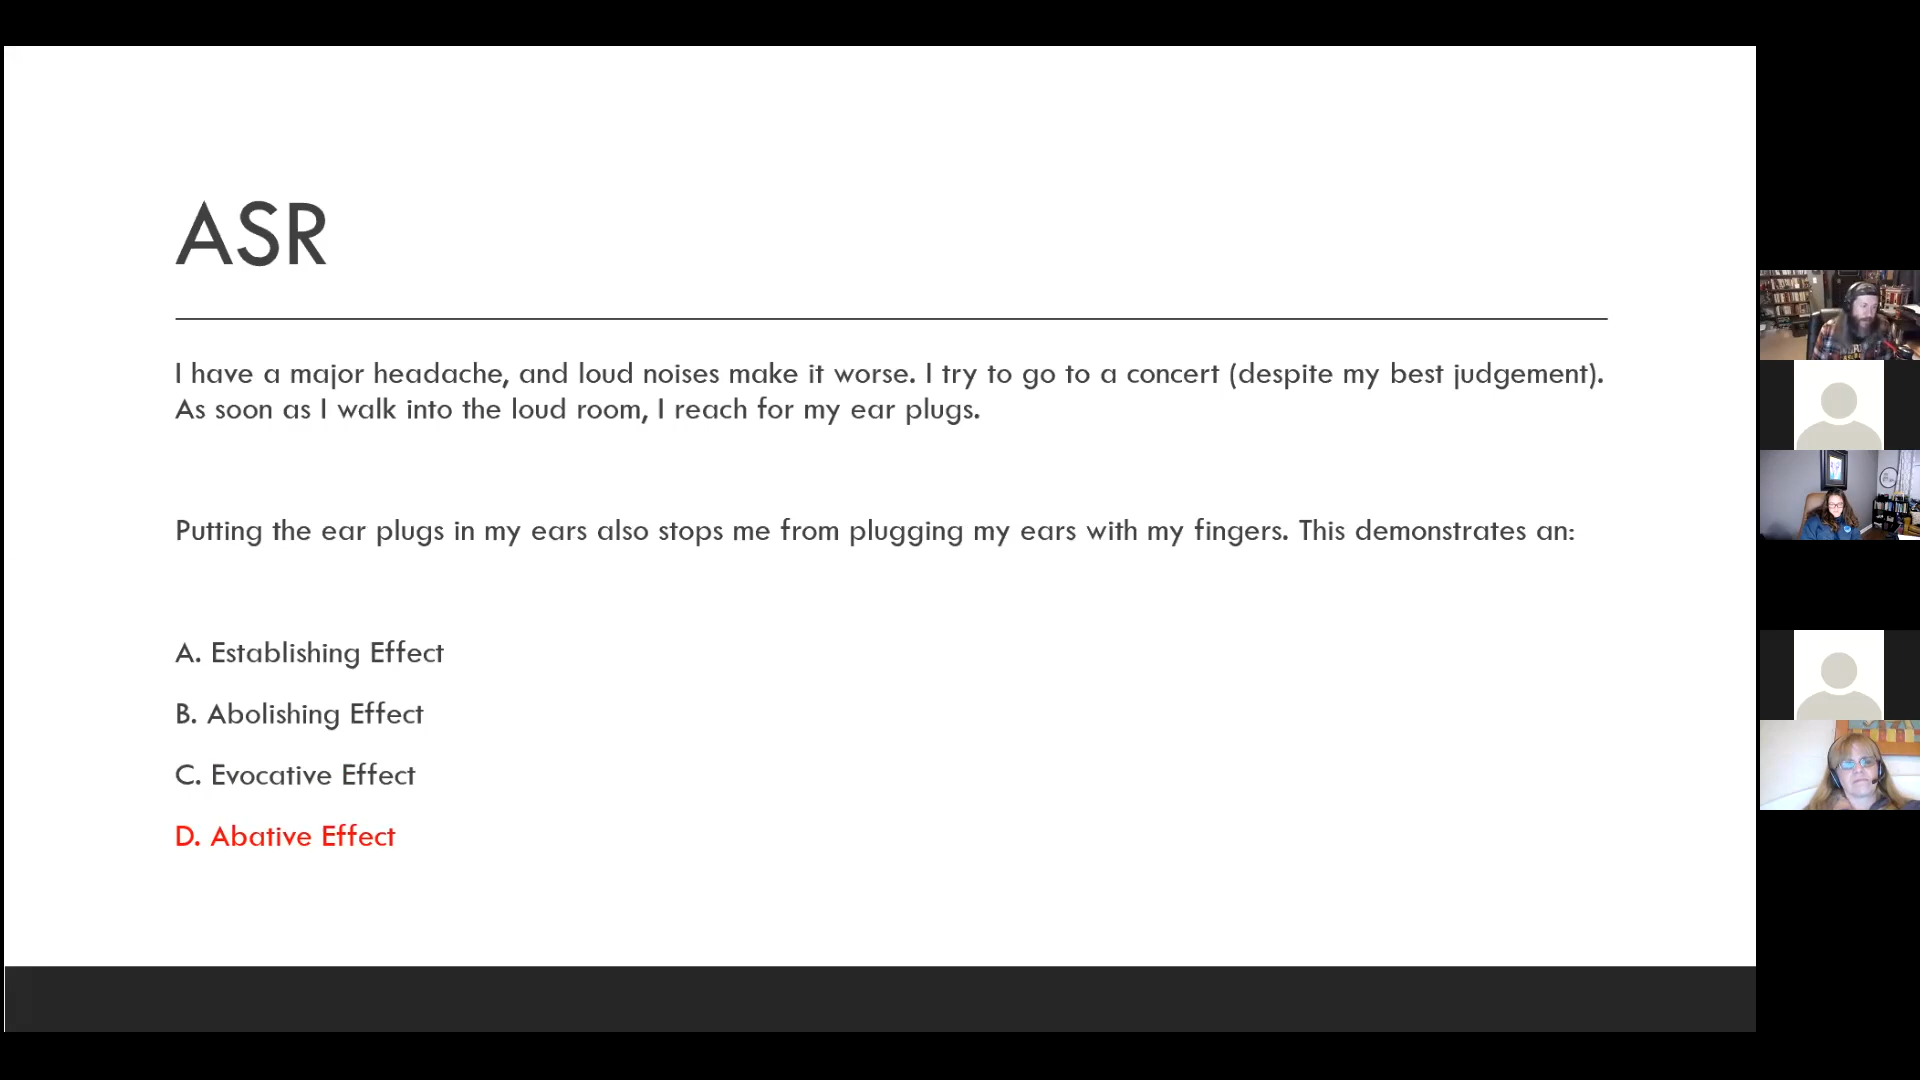 ASR
I have a major headache, and loud noises make it worse. I try to go to a concert (despite my best judgement).
As soon as I walk into the loud room, I reach for my ear plugs.
Putting the ear plugs in my ears also stops me from plugging my ears with my fingers. This demonstrates an:
A. Establishing Effect
B. Abolishing Effect
C. Evocative Effect
D. Abative Effect